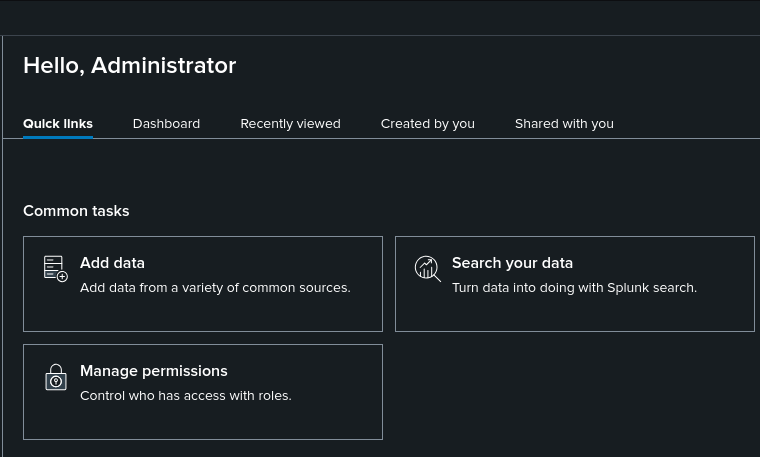 Hello, Administrator
Quick links
Dashboard
Recently viewed
Created by you
Shared with you
Common tasks
Add data
Add data from a variety of common sources.
Search your data
Turn data into doing with Splunk search.
Manage permissions
Control who has access with roles.